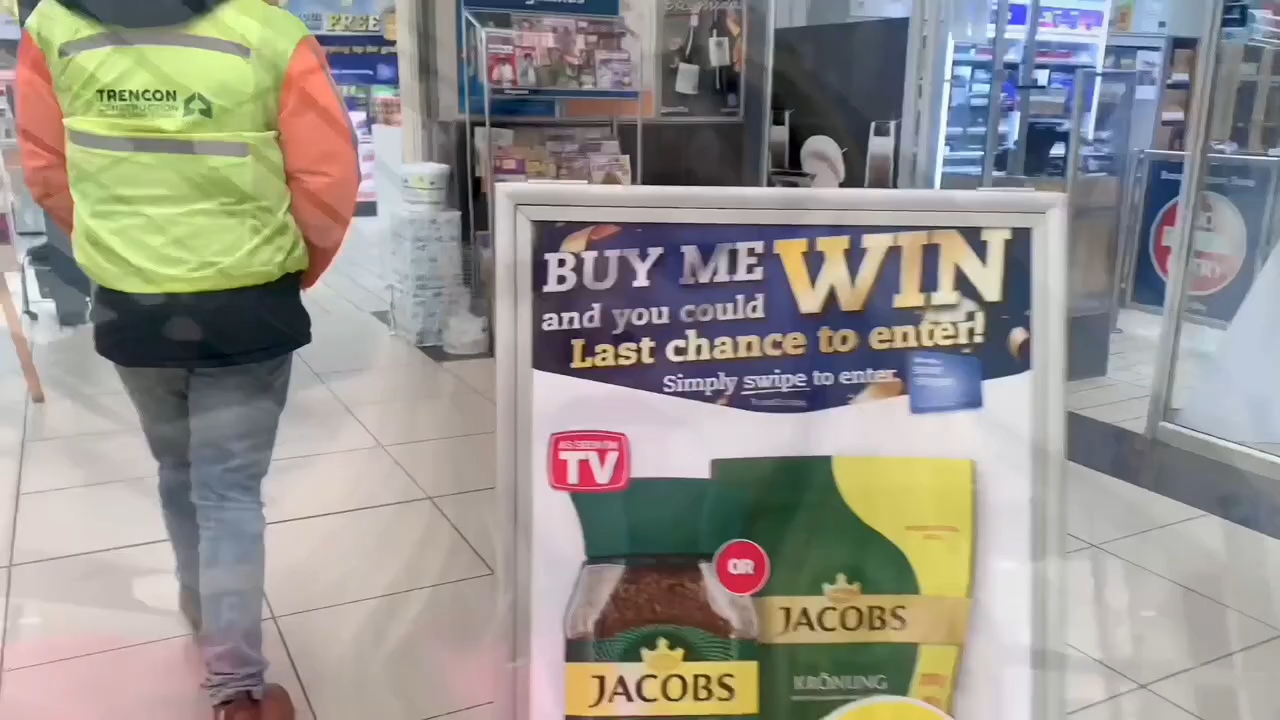 FREE
TRENCON
CONSTRUCTION
BUY ME WIN
and you could
Last chance to enter!
Simply swipe to enter
AS SEEN ON
TV
OR
JACOBS
KRÖNUNG
JACOBS